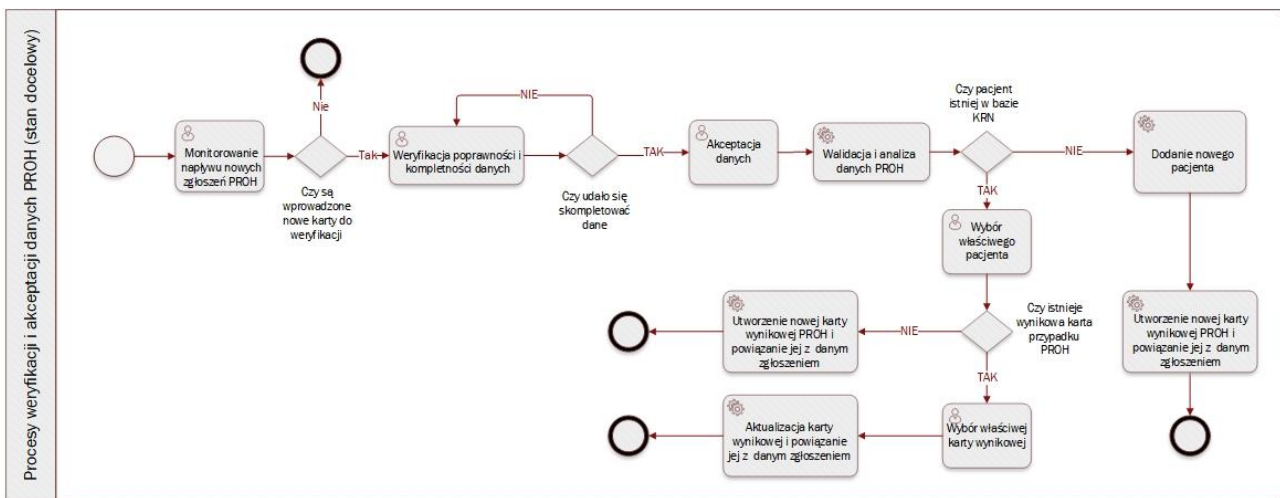 Procesy weryfikacji i akceptacji danych PROH (stan docelowy)
Monitorowanie
napływu nowych
zgłoszeń PROH
Nie
Tak
Czy są
wprowadzone
nowe karty do
weryfikacji
Weryfikacja poprawności i
kompletności danych
NIE
TAK
Czy udało się
skompletować
dane
Akceptacja
danych
Walidacja i analiza
danych PROH
Czy pacjent
istniej w bazie
KRN
NIE
TAK
Dodanie nowego
pacjenta
Wybór
właściwego
pacjenta
Czy istnieje
wynikowa karta
przypadku
PROH
NIE
TAK
Utworzenie nowej karty
wynikowej PROH i
powiązanie jej z danym
zgłoszeniem
Utworzenie nowej karty
wynikowej PROH i
powiązanie jej z danym
zgłoszeniem
Wybór właściwej
karty wynikowej
Aktualizacja karty
wynikowej i powiązanie
jej z danym zgłoszeniem